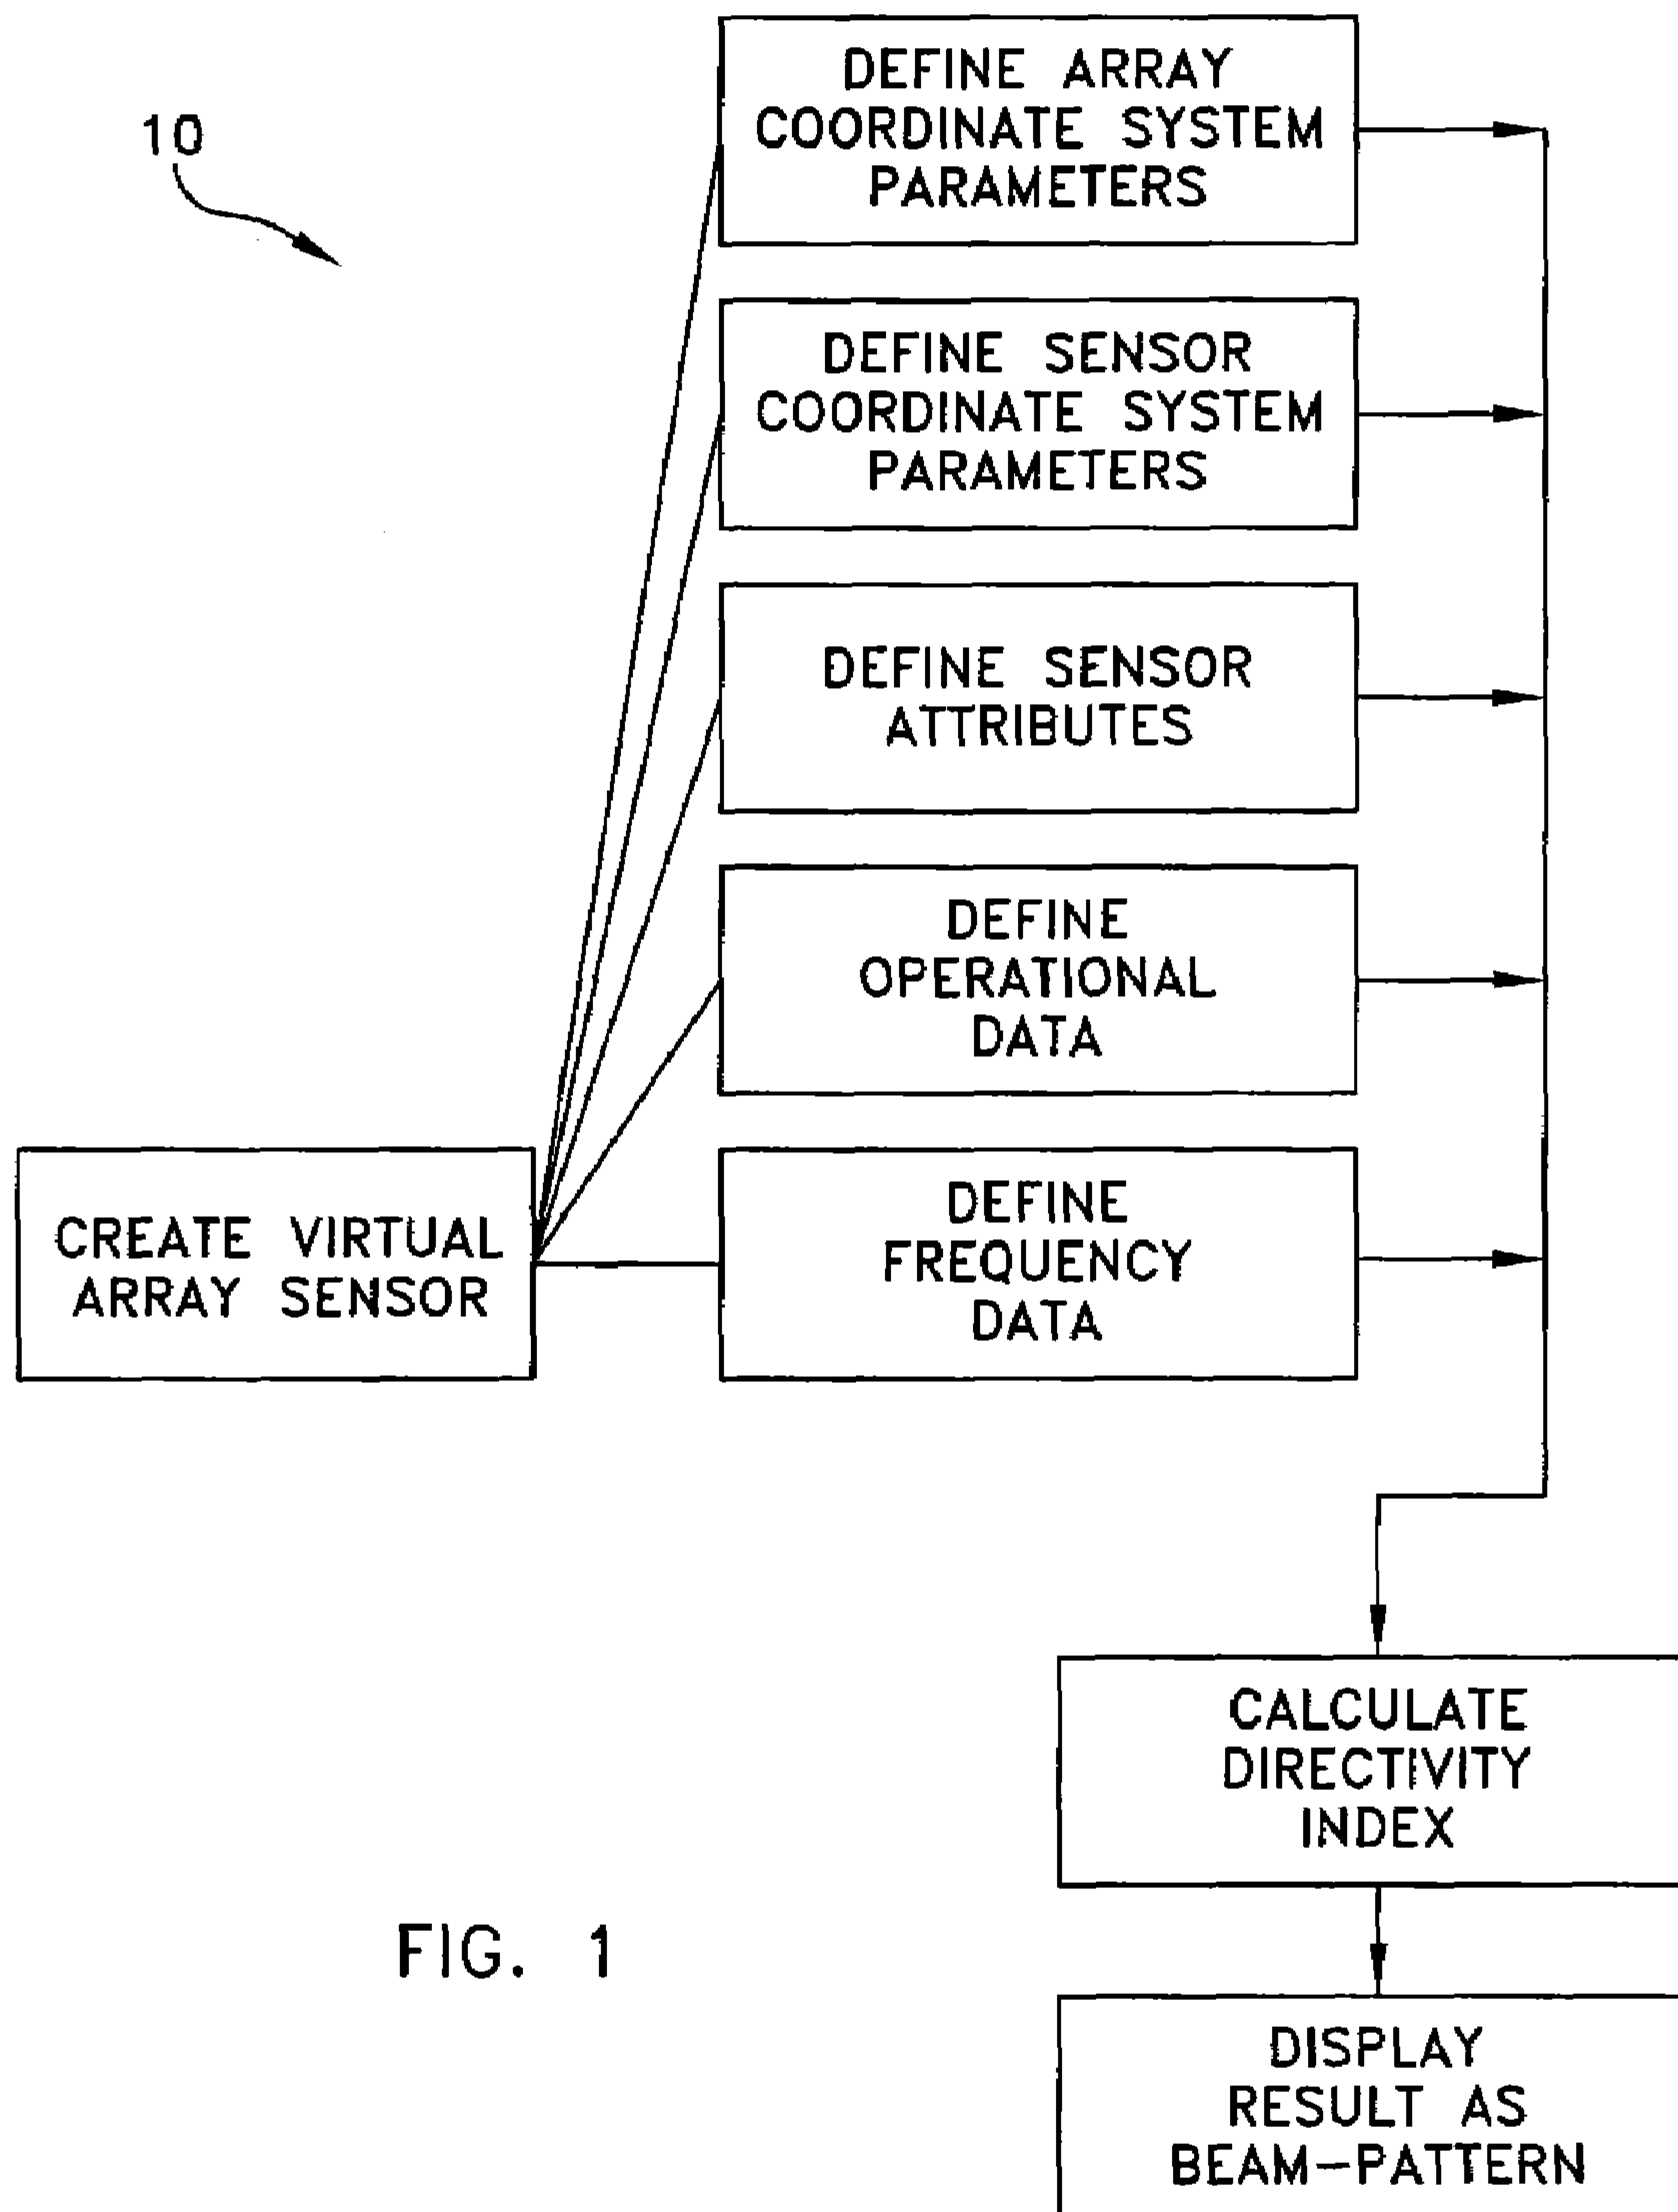 10
DEFINE ARRAY
COORDINATE SYSTEM
PARAMETERS
DEFINE SENSOR
COORDINATE SYSTEM
PARAMETERS
DEFINE SENSOR
ATTRIBUTES
DEFINE
OPERATIONAL
DATA
CREATE VIRTUAL
ARRAY SENSOR
DEFINE
FREQUENCY
DATA
CALCULATE
DIRECTIVITY
INDEX
FIG. 1
DISPLAY
RESULT AS
BEAM-PATTERN